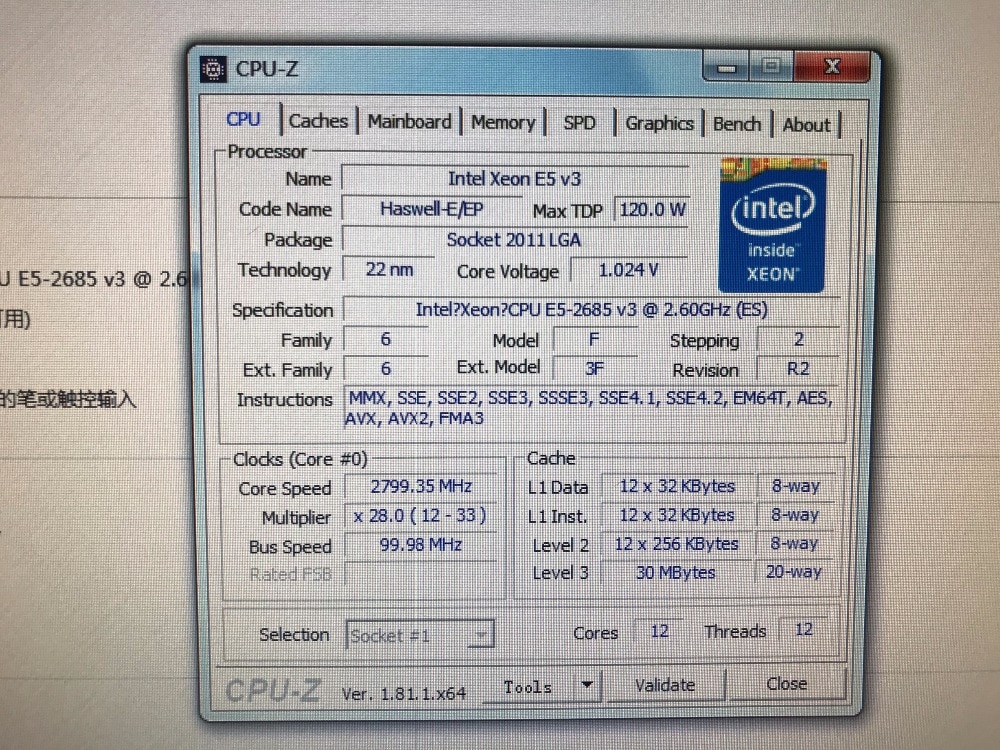 CPU-Z
CPU Caches Mainboard Memory SPD Graphics Bench About
Processor
Name Intel Xeon E5 v3
Code Name Haswell-E/EP Max TDP 120.0 W
Package Socket 2011 LGA
Technology 22 nm Core Voltage 1.024 V
intel
inside™
XEON®
U E5-2685 v3 @ 2.6
Specification Intel?Xeon?CPU E5-2685 v3 @ 2.60GHz (ES)
用)
Family 6 Model F Stepping 2
Ext. Family 6 Ext. Model 3F Revision R2
的笔或触控输入
Instructions MMX, SSE, SSE2, SSE3, SSSE3, SSE4.1, SSE4.2, EM64T, AES,
AVX, AVX2, FMA3
Clocks (Core #0)
Core Speed 2799.35 MHz
Multiplier x 28.0 ( 12 - 33 )
Bus Speed 99.98 MHz
Rated FSB
Cache
L1 Data 12 x 32 KBytes 8-way
L1 Inst. 12 x 32 KBytes 8-way
Level 2 12 x 256 KBytes 8-way
Level 3 30 MBytes 20-way
Selection Socket #1 Cores 12 Threads 12
CPU-Z Ver. 1.81.1.x64 Tools Validate Close